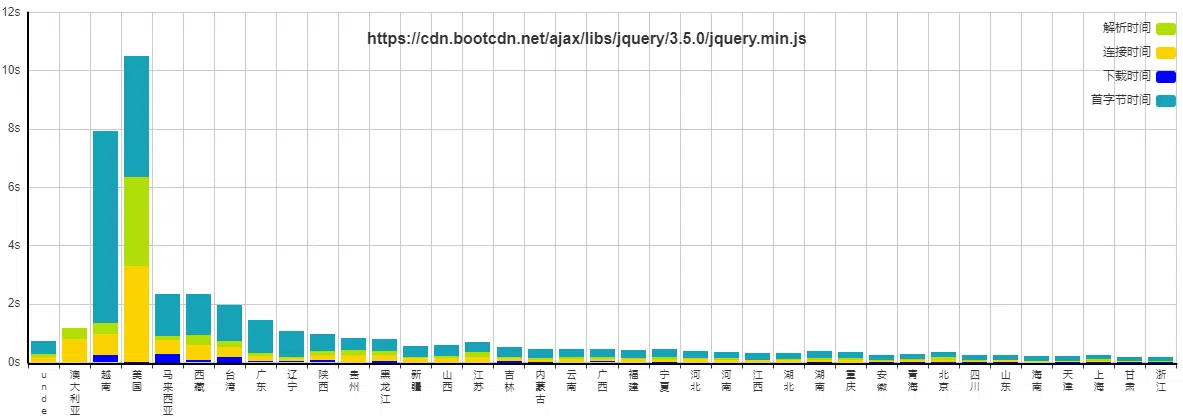 12s
https://cdn.bootcdn.net/ajax/libs/jquery/3.5.0/jquery.min.js
解析时间
连接时间
下载时间
首字节时间
10s
8s
6s
4s
2s
0s
unde
澳大利亚
越南
美国
马来西亚
西藏
台湾
广东
辽宁
陕西
贵州
黑龙江
新疆
山西
江苏
吉林
内蒙古
云南
广西
福建
宁夏
河北
河南
江西
湖北
湖南
重庆
安徽
青海
北京
四川
山东
海南
天津
上海
甘肃
浙江